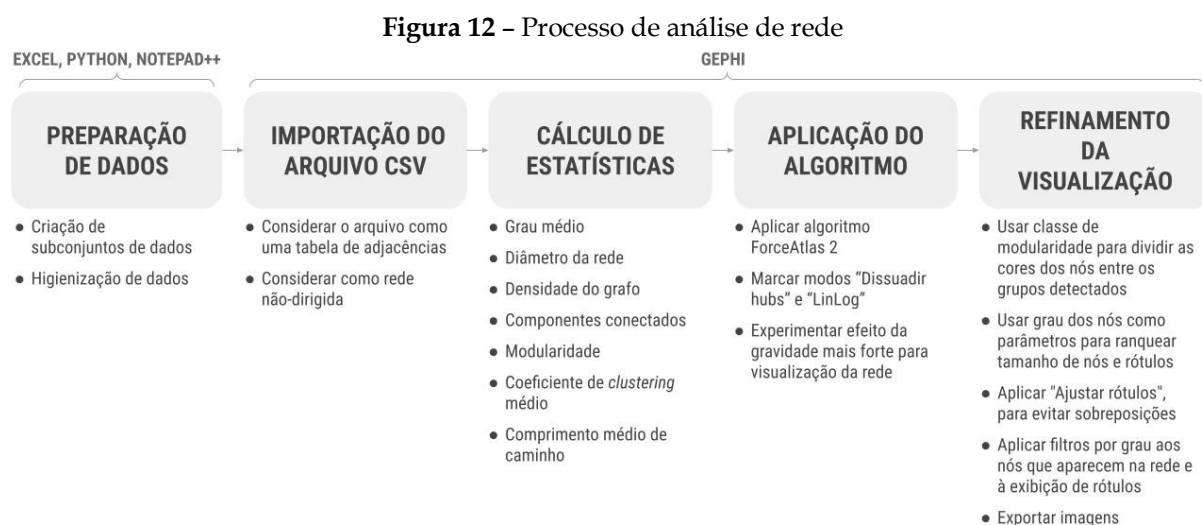 Figura 12 – Processo de análise de rede
EXCEL, PYTHON, NOTEPAD++
GEPHI
PREPARAÇÃO
DE DADOS
● Criação de
subconjuntos de dados
● Higienização de dados
IMPORTAÇÃO DO
ARQUIVO CSV
● Considerar o arquivo como
uma tabela de adjacências
● Considerar como rede
não-dirigida
CÁLCULO DE
ESTATÍSTICAS
● Grau médio
● Diâmetro da rede
● Densidade do grafo
● Componentes conectados
● Modularidade
● Coeficiente de clustering
médio
● Comprimento médio de
caminho
APLICAÇÃO DO
ALGORITMO
● Aplicar algoritmo
ForceAtlas 2
● Marcar modos “Dissuadir
hubs” e “LinLog”
● Experimentar efeito da
gravidade mais forte para
visualização da rede
REFINAMENTO
DA
VISUALIZAÇÃO
● Usar classe de
modularidade para dividir as
cores dos nós entre os
grupos detectados
● Usar grau dos nós como
parâmetros para ranquear
tamanho de nós e rótulos
● Aplicar "Ajustar rótulos",
para evitar sobreposições
● Aplicar filtros por grau aos
nós que aparecem na rede e
à exibição de rótulos
● Exportar imagens